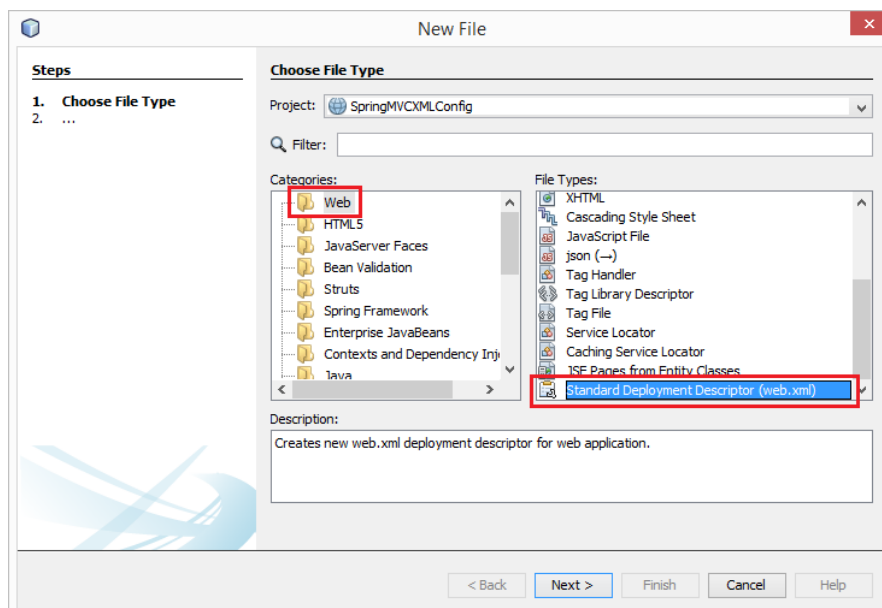 New File
Steps
1. Choose File Type
2. ...
Choose File Type
Project: SpringMVCXMLConfig
Filter:
Categories:
Web
HTML5
JavaServer Faces
Bean Validation
Struts
Spring Framework
Enterprise JavaBeans
Contexts and Dependency Inj
Java
File Types:
XHTML
Cascading Style Sheet
JavaScript File
json (→)
Tag Handler
Tag Library Descriptor
Tag File
Service Locator
Caching Service Locator
JSF Pages from Entity Classes
Standard Deployment Descriptor (web.xml)
Description:
Creates new web.xml deployment descriptor for web application.
< Back
Next >
Finish
Cancel
Help